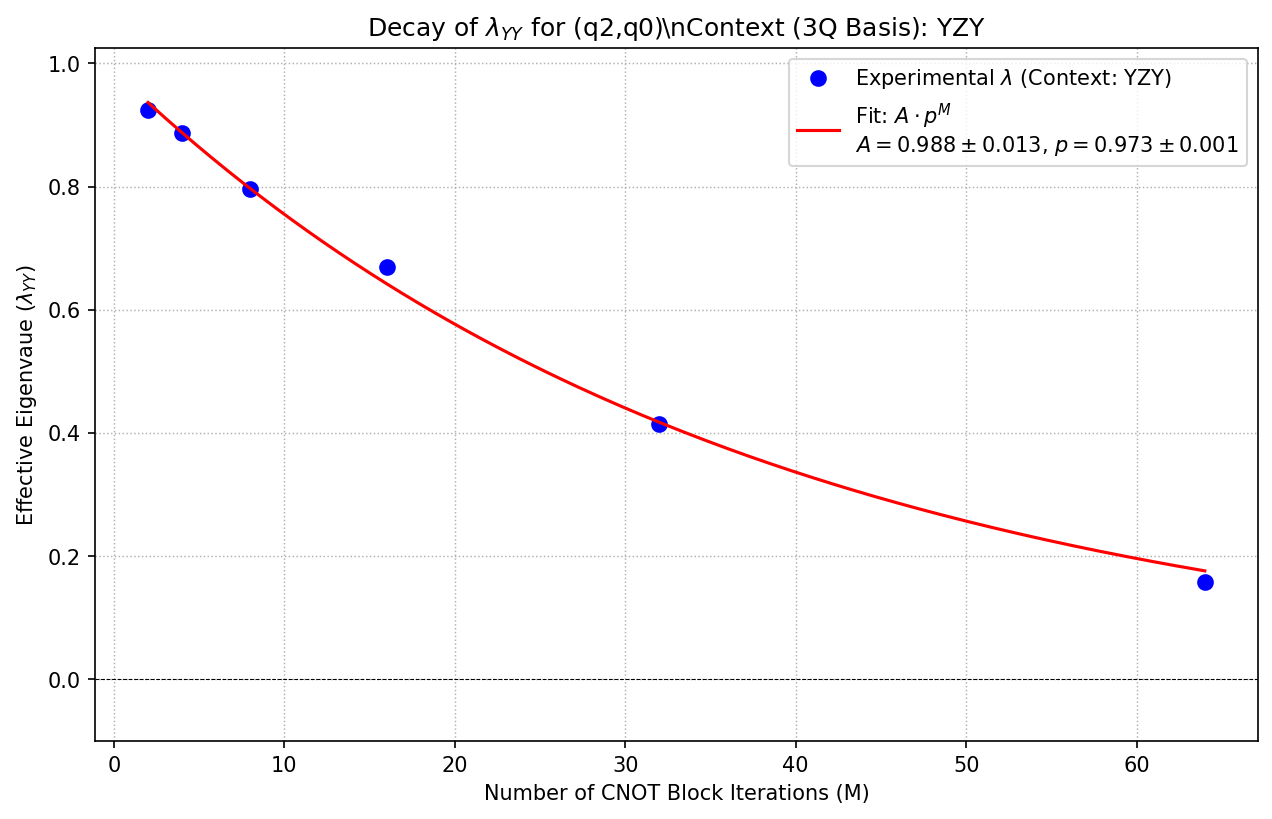 Decay of λ_YY for (q2,q0)\nContext (3Q Basis): YZY
Experimental λ (Context: YZY)
Fit: A · p^M
A = 0.988 ± 0.013, p = 0.973 ± 0.001
Effective Eigenvaue (λ_YY)
1.0
0.8
0.6
0.4
0.2
0.0
0 10 20 30 40 50 60
Number of CNOT Block Iterations (M)